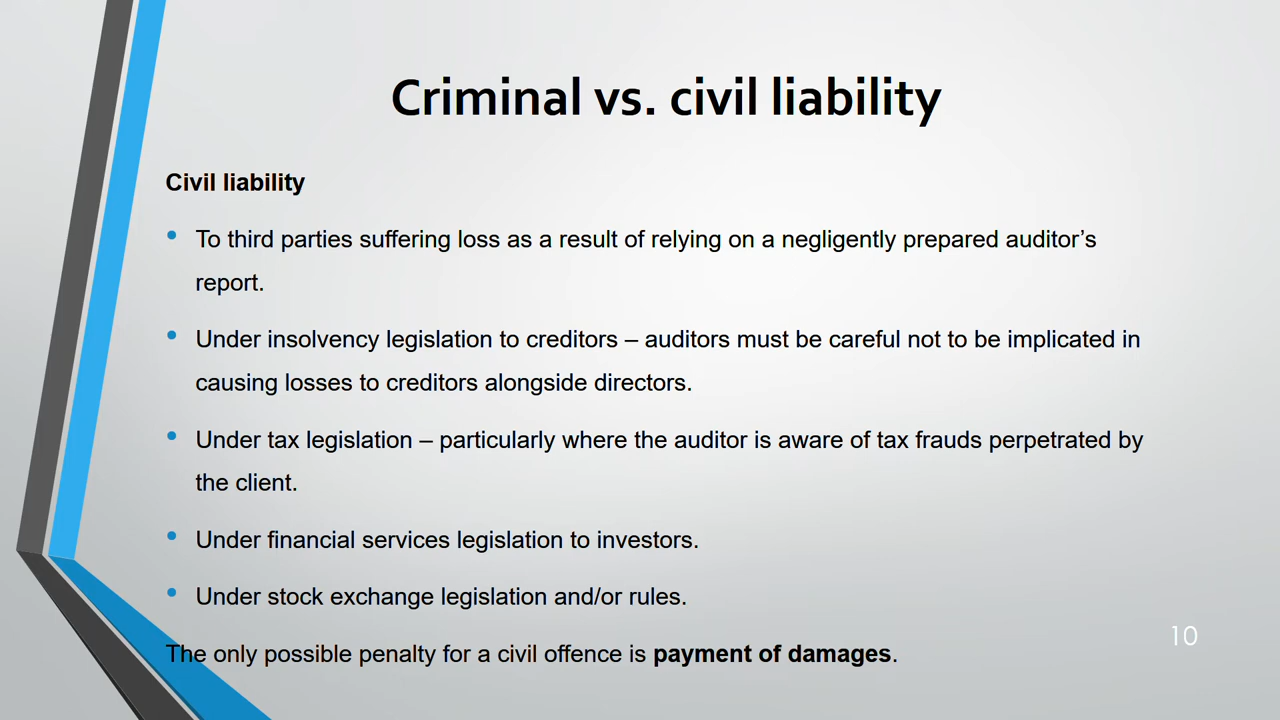 Criminal vs. civil liability
Civil liability
• To third parties suffering loss as a result of relying on a negligently prepared auditor’s
report.
• Under insolvency legislation to creditors – auditors must be careful not to be implicated in
causing losses to creditors alongside directors.
• Under tax legislation – particularly where the auditor is aware of tax frauds perpetrated by
the client.
• Under financial services legislation to investors.
• Under stock exchange legislation and/or rules.
The only possible penalty for a civil offence is payment of damages.
10